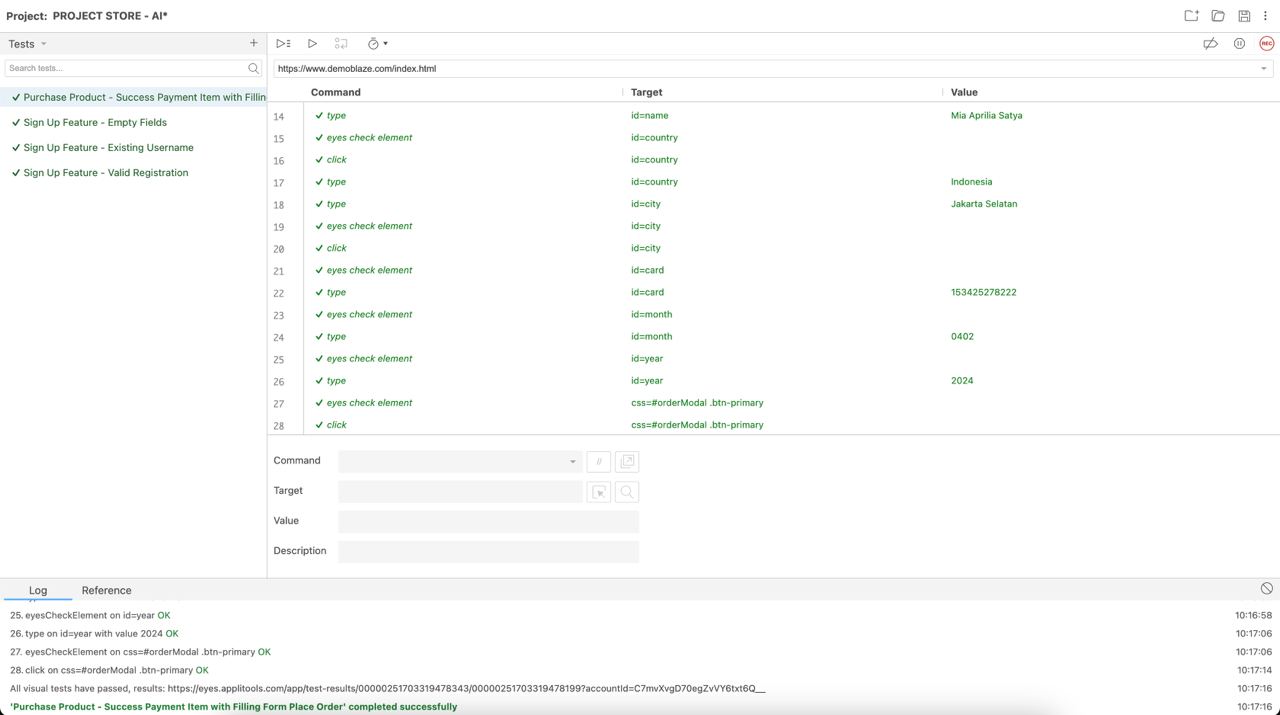 Project: PROJECT STORE - AI*
Tests
Search tests...
Purchase Product - Success Payment Item with Fillin
Sign Up Feature - Empty Fields
Sign Up Feature - Existing Username
Sign Up Feature - Valid Registration
REC
https://www.demoblaze.com/index.html
Command Target Value
14 type id=name Mia Aprilia Satya
15 eyes check element id=country
16 click id=country
17 type id=country Indonesia
18 type id=city Jakarta Selatan
19 eyes check element id=city
20 click id=city
21 eyes check element id=card
22 type id=card 153425278222
23 eyes check element id=month
24 type id=month 0402
25 eyes check element id=year
26 type id=year 2024
27 eyes check element css=#orderModal .btn-primary
28 click css=#orderModal .btn-primary
Command //
Target
Value
Description
Log Reference
25. eyesCheckElement on id=year OK 10:16:58
26. type on id=year with value 2024 OK 10:17:06
27. eyesCheckElement on css=#orderModal .btn-primary OK 10:17:06
28. click on css=#orderModal .btn-primary OK 10:17:14
All visual tests have passed, results: https://eyes.applitools.com/app/test-results/00000251703319478343/00000251703319478199?accountId=C7mvXvgD70egZvVY6txt6Q__ 10:17:16
'Purchase Product - Success Payment Item with Filling Form Place Order' completed successfully 10:17:16